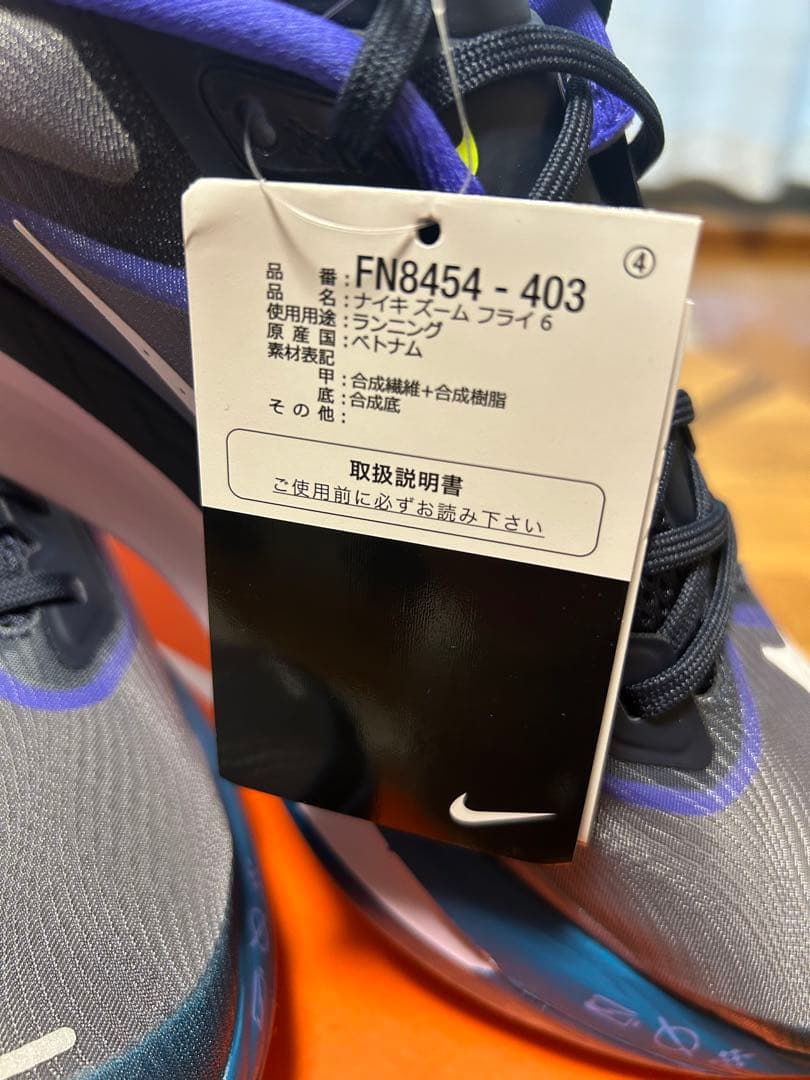 ④
品番:FN8454 - 403
品名:ナイキ ズーム フライ 6
使用用途:ランニング
原産国:ベトナム
素材表記
甲:合成繊維+合成樹脂
底:合成底
その他:
取扱説明書
ご使用前に必ずお読み下さい